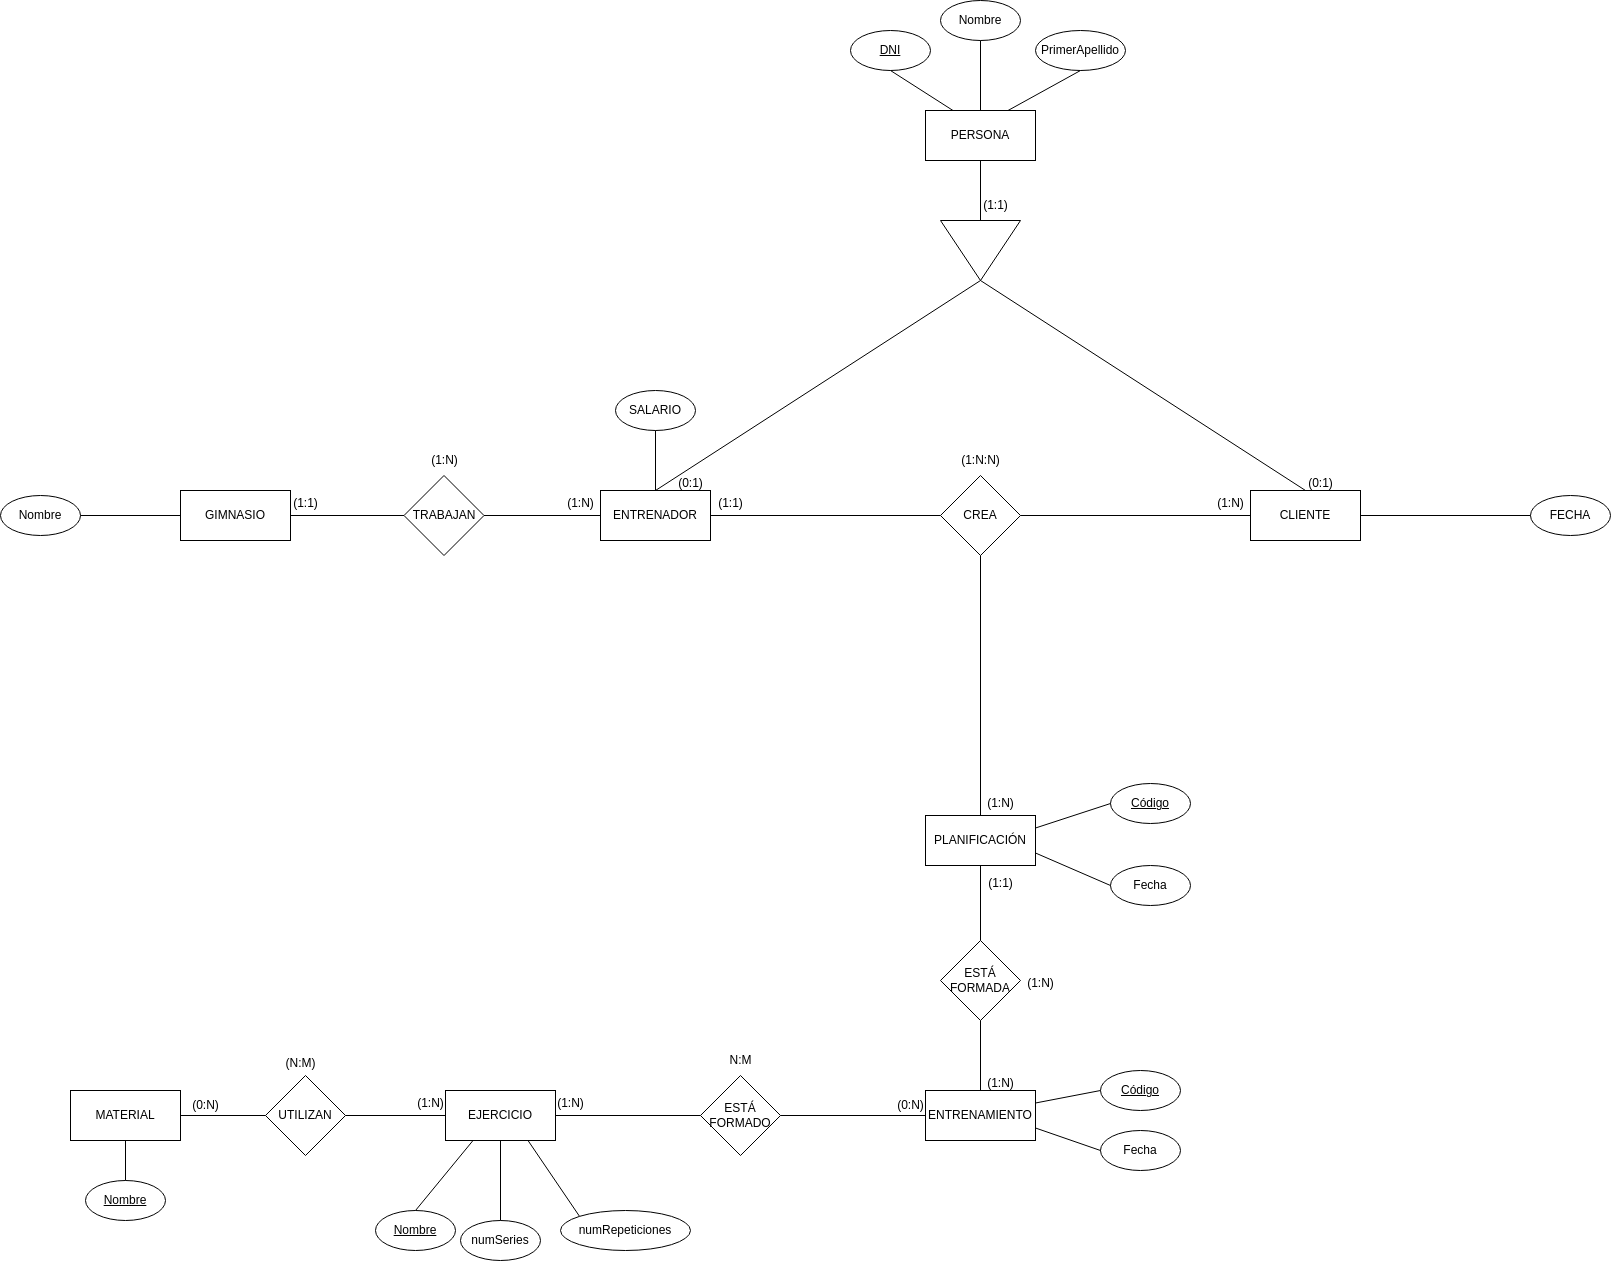 Nombre
DNI
PrimerApellido
PERSONA
(1:1)
SALARIO
(1:N)
(1:N:N)
(0:1)
(0:1)
Nombre
GIMNASIO
(1:1)
TRABAJAN
(1:N)
ENTRENADOR
(1:1)
CREA
(1:N)
CLIENTE
FECHA
(1:N)
Código
PLANIFICACIÓN
(1:1)
Fecha
ESTÁ
FORMADA
(1:N)
(N:M)
N:M
(1:N)
Código
MATERIAL
(0:N)
UTILIZAN
(1:N)
EJERCICIO
(1:N)
ESTÁ
FORMADO
(0:N)
ENTRENAMIENTO
Fecha
Nombre
Nombre
numSeries
numRepeticiones